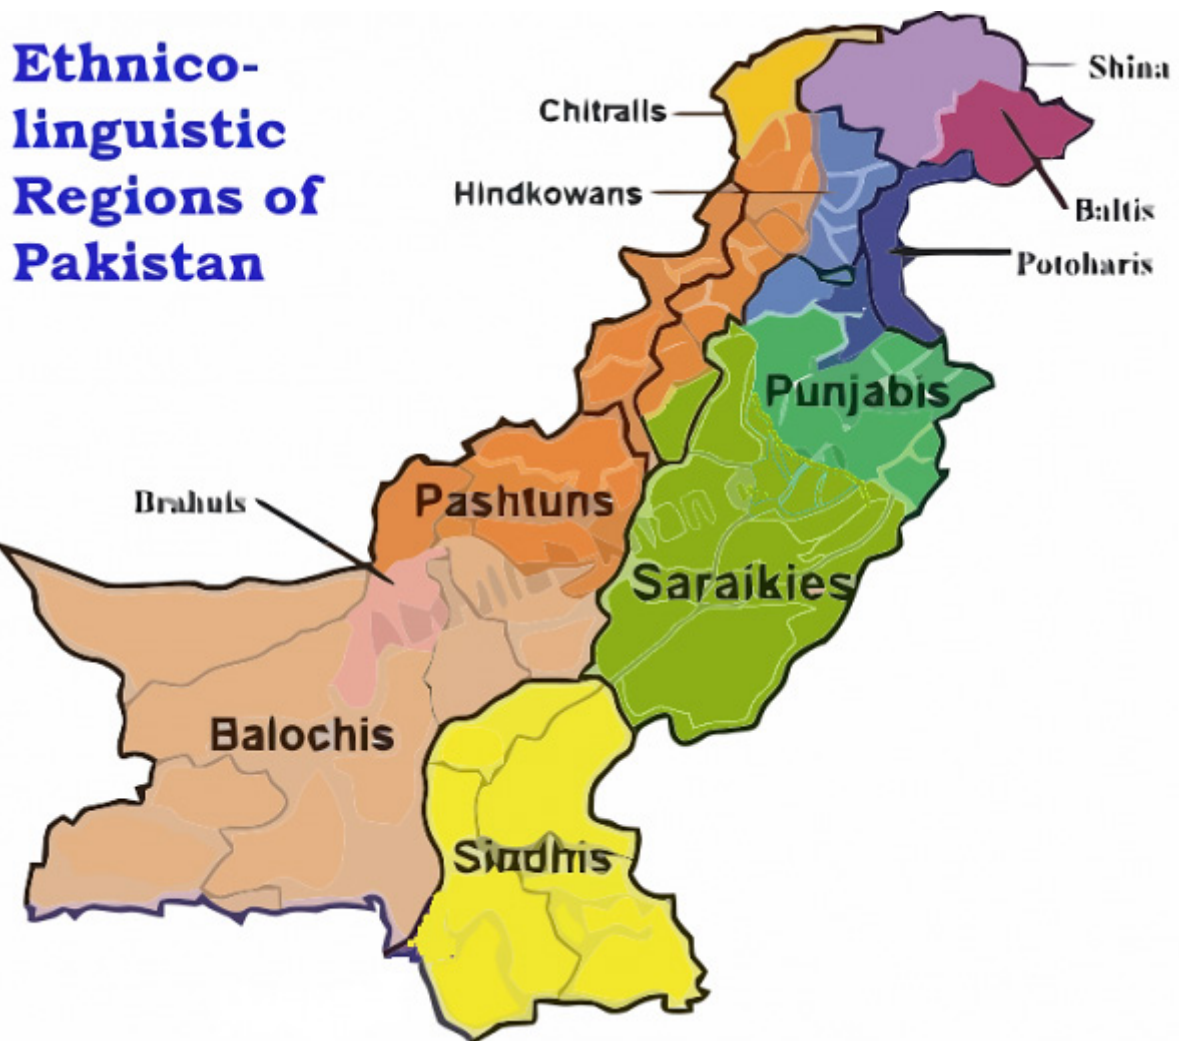 Ethnico-
linguistic
Regions of
Pakistan
Shina
Chitralis
Hindkowans
Baltis
Potoharis
Punjabis
Brahuis
Pashtuns
Saraikies
Balochis
Sindhis